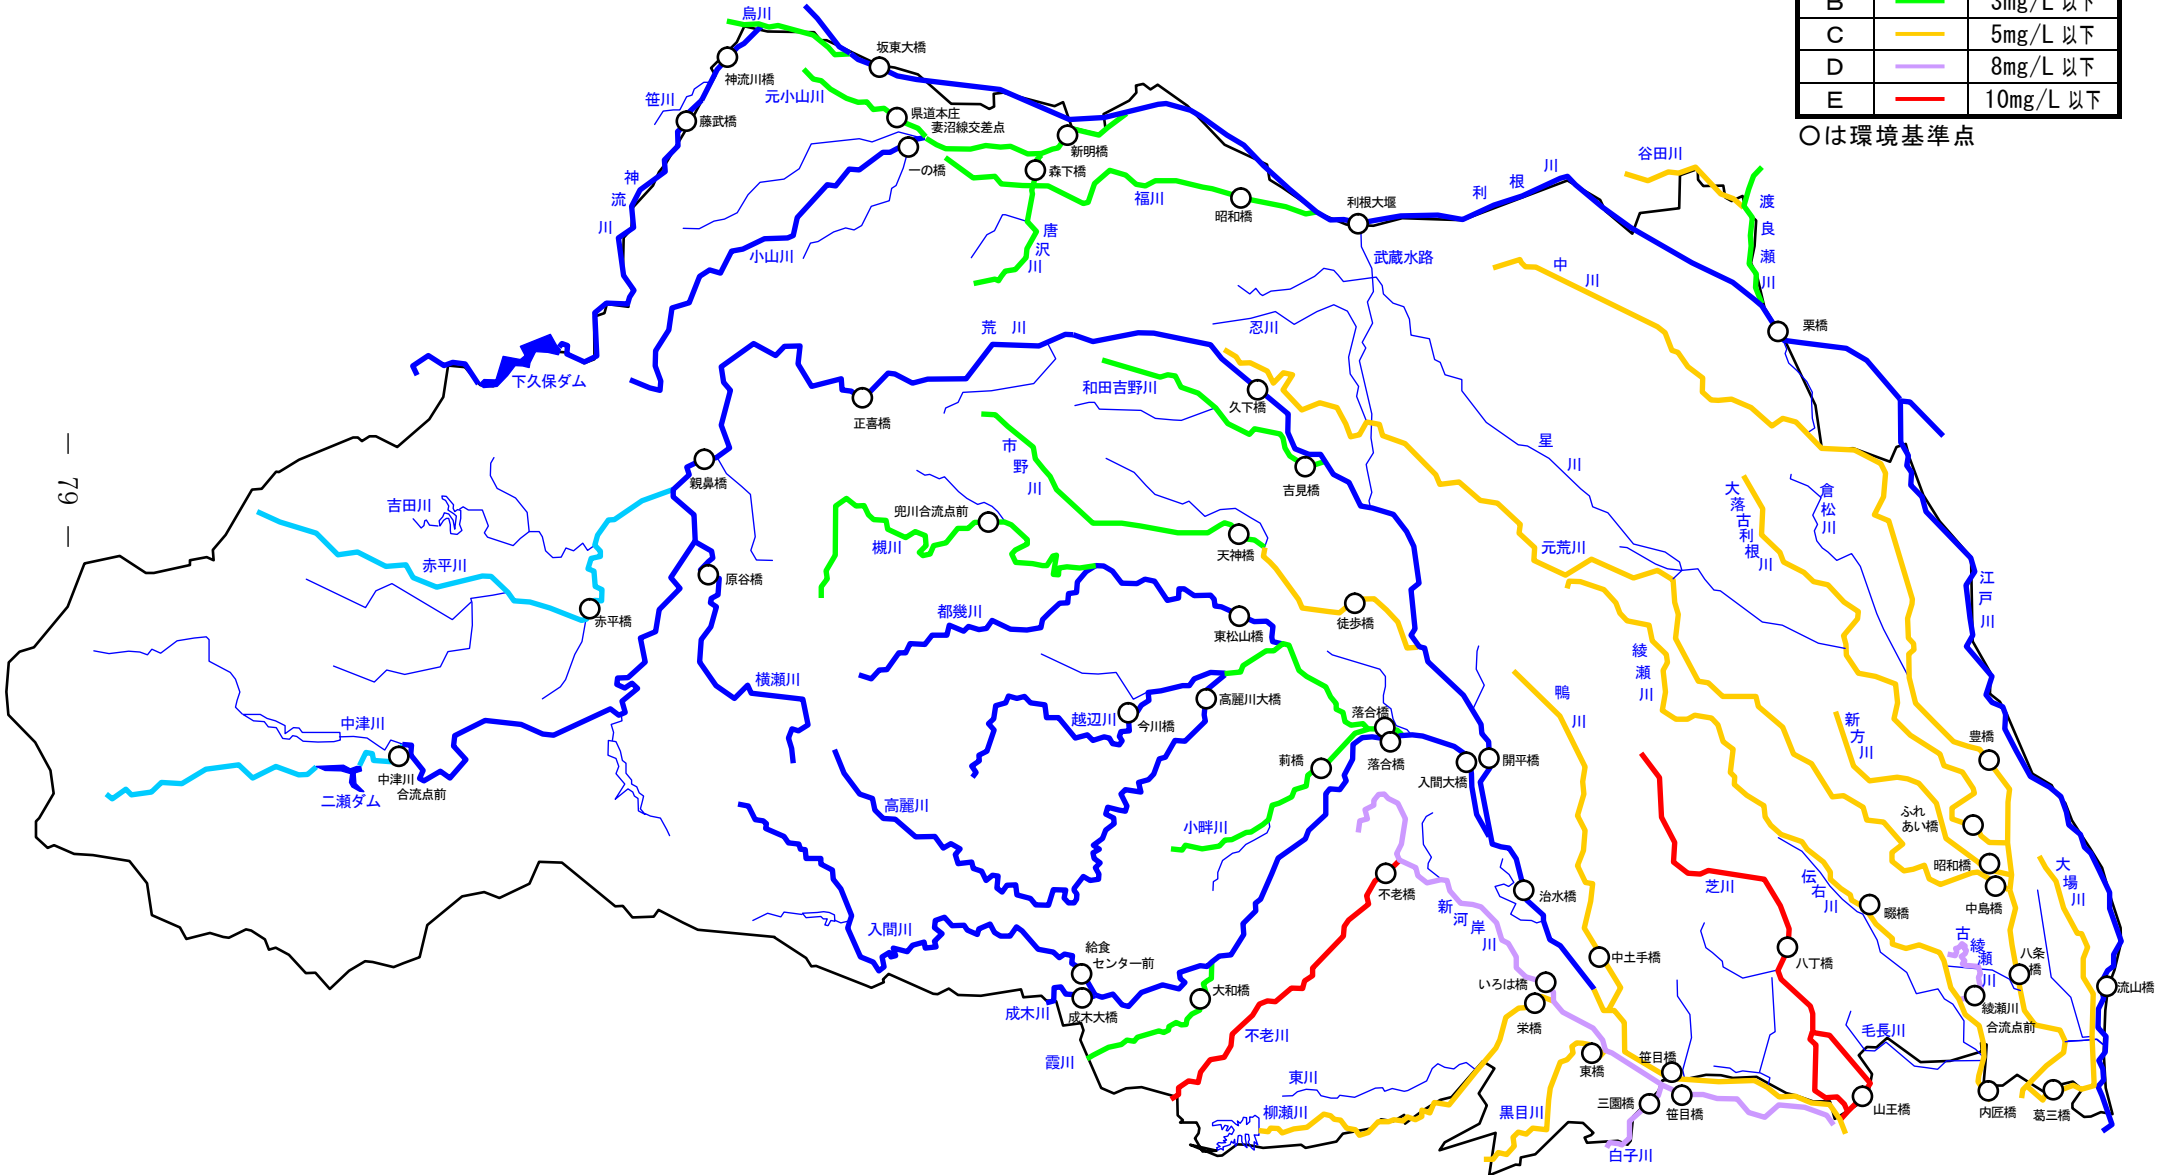 B 3mg/L 以下
C 5mg/L 以下
D 8mg/L 以下
E 10mg/L 以下
○は環境基準点
烏川
坂東大橋
神流川橋
笹川
元小山川
藤武橋
県道本庄
妻沼線交差点
新明橋
一の橋
森下橋
神流川
福川
昭和橋
利根大堰
利根川
谷田川
渡良瀬川
唐沢川
小山川
武蔵水路
中川
栗橋
荒川
忍川
下久保ダム
和田吉野川
久下橋
正喜橋
市野川
星川
親鼻橋
吉見橋
大落古利根川
倉松川
吉田川
兜川合流点前
槻川
天神橋
元荒川
赤平川
原谷橋
江戸川
赤平橋
都幾川
東松山橋
徒歩橋
綾瀬川
横瀬川
高麗川大橋
鴨川
越辺川
今川橋
落合橋
新方川
豊橋
中津川
荊橋
落合橋
入間大橋
開平橋
中津川
合流点前
二瀬ダム
高麗川
小畔川
ふれ
あい橋
昭和橋
大場川
不老橋
治水橋
芝川
伝右川
中島橋
畷橋
新河岸川
入間川
給食
センター前
中土手橋
八丁橋
古綾瀬川
八条
橋
いろは橋
大和橋
綾瀬川
合流点前
流山橋
成木川
成木大橋
栄橋
不老川
毛長川
霞川
東橋
笹目橋
東川
柳瀬川
黒目川
三園橋
笹目橋
山王橋
内匠橋
葛三橋
白子川
— 79 —